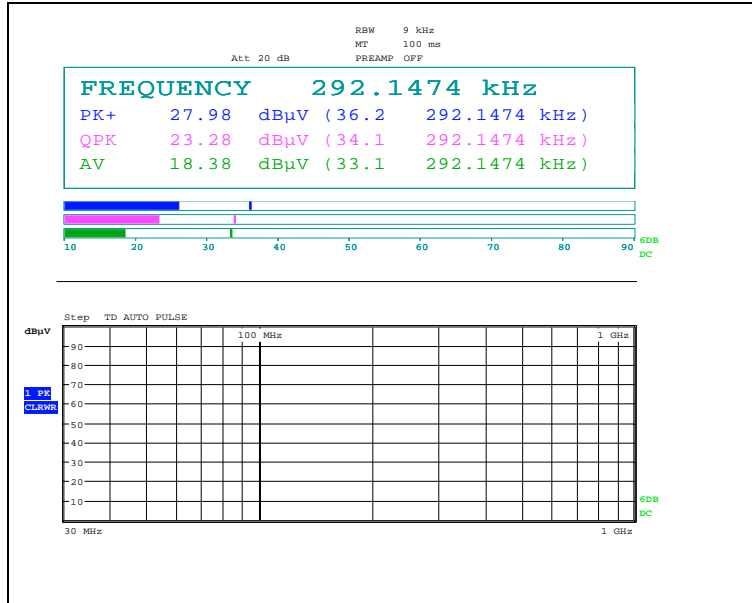 RBW 9 kHz
MT 100 ms
Att 20 dB PREAMP OFF
FREQUENCY 292.1474 kHz
PK+ 27.98 dBµV (36.2 292.1474 kHz)
QPK 23.28 dBµV (34.1 292.1474 kHz)
AV 18.38 dBµV (33.1 292.1474 kHz)
10 20 30 40 50 60 70 80 90
6DB
DC
Step TD AUTO PULSE
dBµV
100 MHz 1 GHz
90
80
70
1 PK
CLRWR
60
50
40
30
20
10
6DB
DC
30 MHz 1 GHz